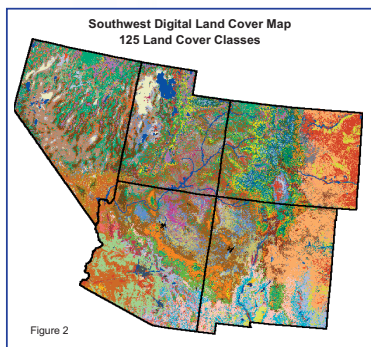 Southwest Digital Land Cover Map
125 Land Cover Classes
Figure 2